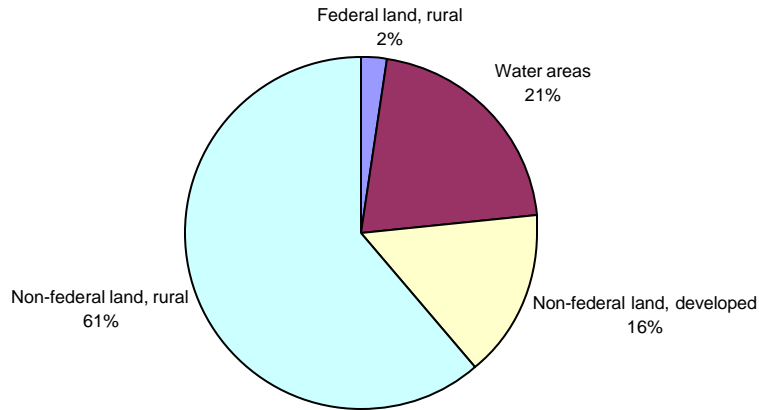 Federal land, rural
2%
Water areas
21%
Non-federal land, developed
16%
Non-federal land, rural
61%